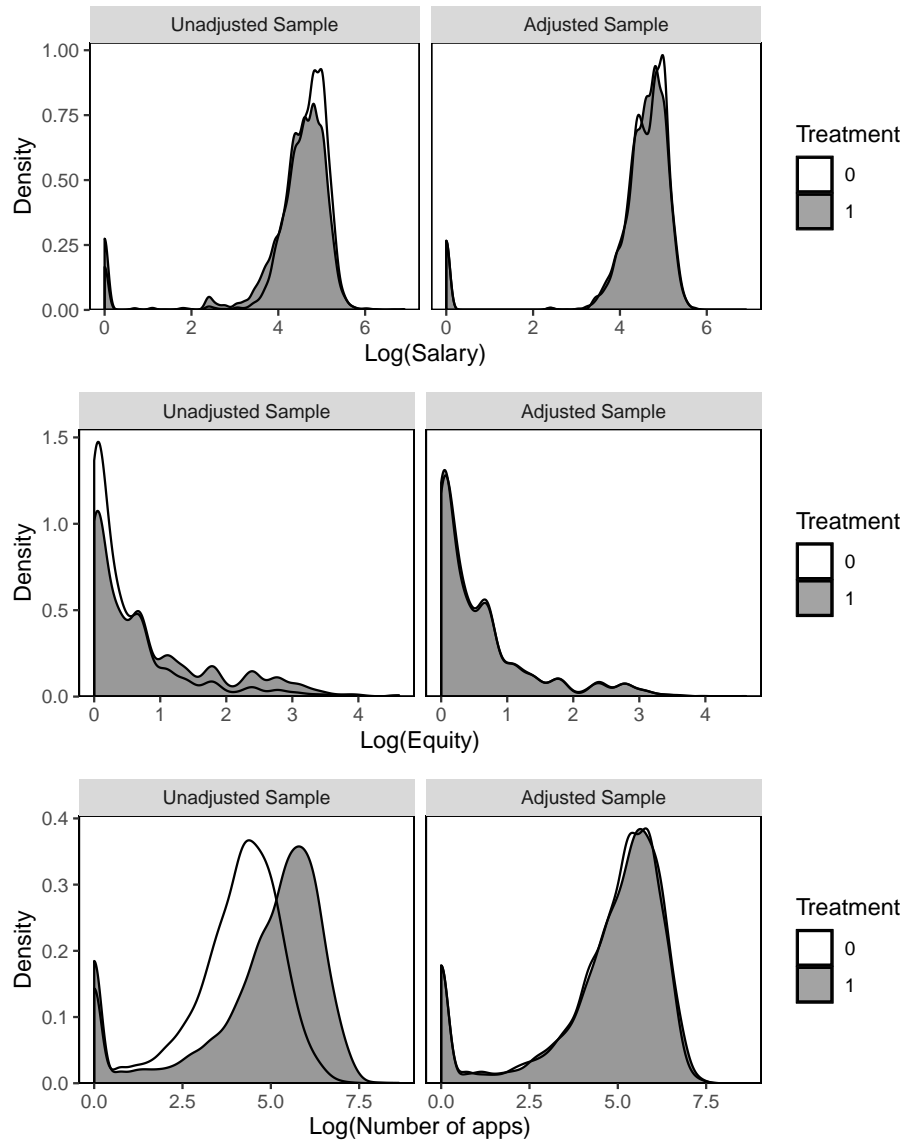 Unadjusted Sample Adjusted Sample
1.00
0.75
0.50
0.25
0.00
Density
0 2 4 6 0 2 4 6
Log(Salary)
Treatment
0
1
Unadjusted Sample Adjusted Sample
1.5
1.0
0.5
0.0
Density
0 1 2 3 4 0 1 2 3 4
Log(Equity)
Treatment
0
1
Unadjusted Sample Adjusted Sample
0.4
0.3
0.2
0.1
0.0
Density
0.0 2.5 5.0 7.5 0.0 2.5 5.0 7.5
Log(Number of apps)
Treatment
0
1